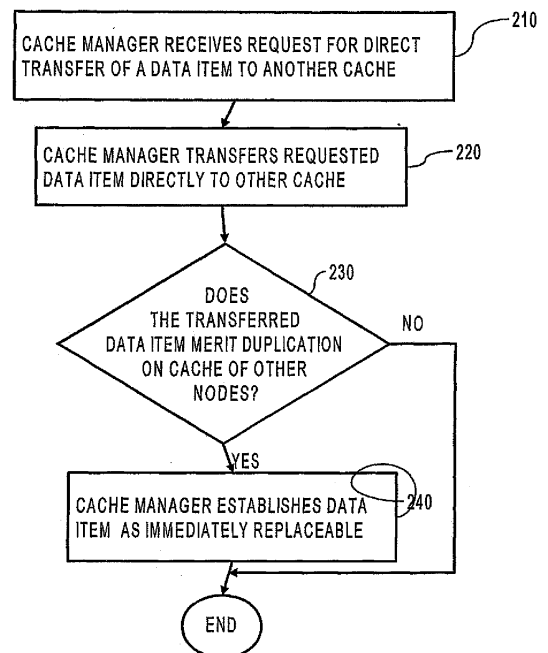 CACHE MANAGER RECEIVES REQUEST FOR DIRECT
TRANSFER OF A DATA ITEM TO ANOTHER CACHE
210
CACHE MANAGER TRANSFERS REQUESTED
DATA ITEM DIRECTLY TO OTHER CACHE
220
230
DOES
THE TRANSFERRED
DATA ITEM MERIT DUPLICATION
ON CACHE OF OTHER
NODES?
NO
YES
CACHE MANAGER ESTABLISHES DATA
ITEM AS IMMEDIATELY REPLACEABLE
240
END